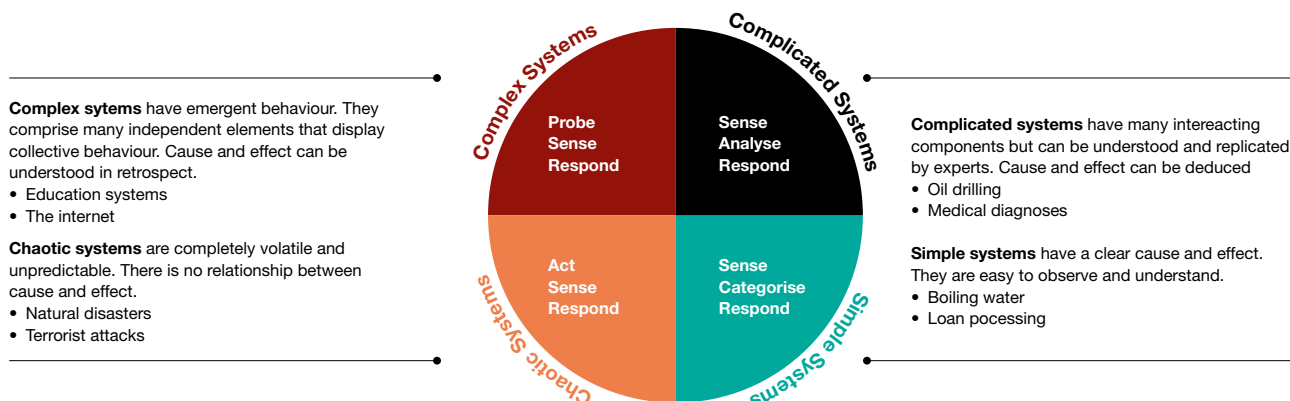 Complex sytems have emergent behaviour. They
comprise many independent elements that display
collective behaviour. Cause and effect can be
understood in retrospect.
• Education systems
• The internet
Chaotic systems are completely volatile and
unpredictable. There is no relationship between
cause and effect.
• Natural disasters
• Terrorist attacks
Complex Systems
Probe
Sense
Respond
Complicated Systems
Sense
Analyse
Respond
Chaotic Systems
Act
Sense
Respond
Simple Systems
Sense
Categorise
Respond
Complicated systems have many intereacting
components but can be understood and replicated
by experts. Cause and effect can be deduced
• Oil drilling
• Medical diagnoses
Simple systems have a clear cause and effect.
They are easy to observe and understand.
• Boiling water
• Loan pocessing